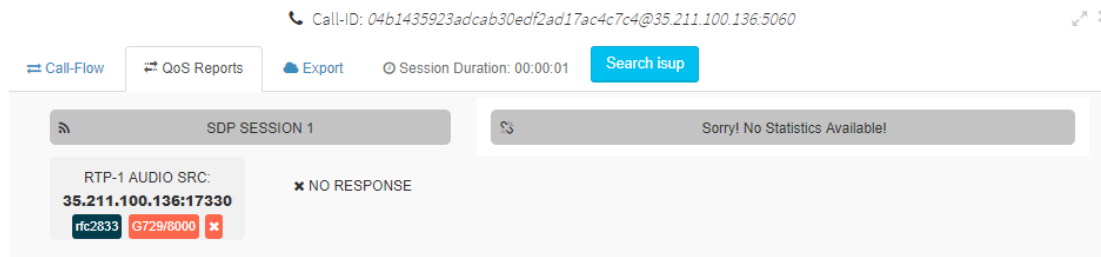 Call-ID: 04b1435923adcab30edf2ad17ac4c7c4@35.211.100.136:5060
Call-Flow QoS Reports Export Session Duration: 00:00:01 Search isup
SDP SESSION 1 Sorry! No Statistics Available!
RTP-1 AUDIO SRC:
35.211.100.136:17330
NO RESPONSE
rfc2833 G729/8000